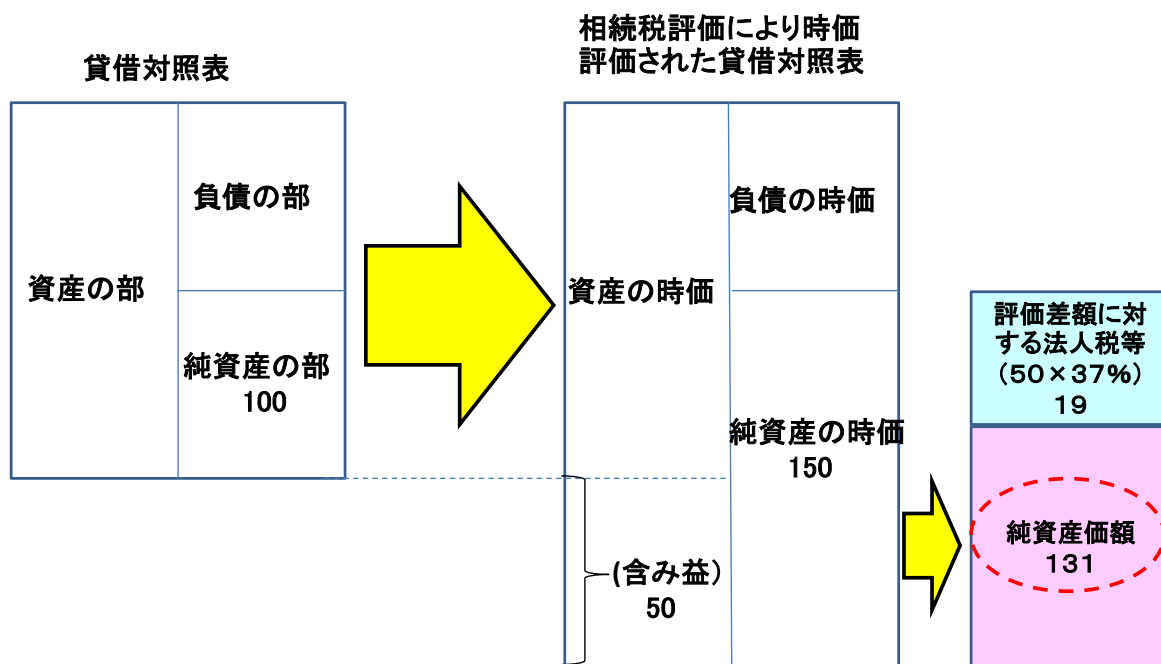 貸借対照表
資産の部
負債の部
純資産の部
100
相続税評価により時価
評価された貸借対照表
資産の時価
負債の時価
純資産の時価
150
(含み益)
50
評価差額に対
する法人税等
(50×37%)
19
純資産価額
131